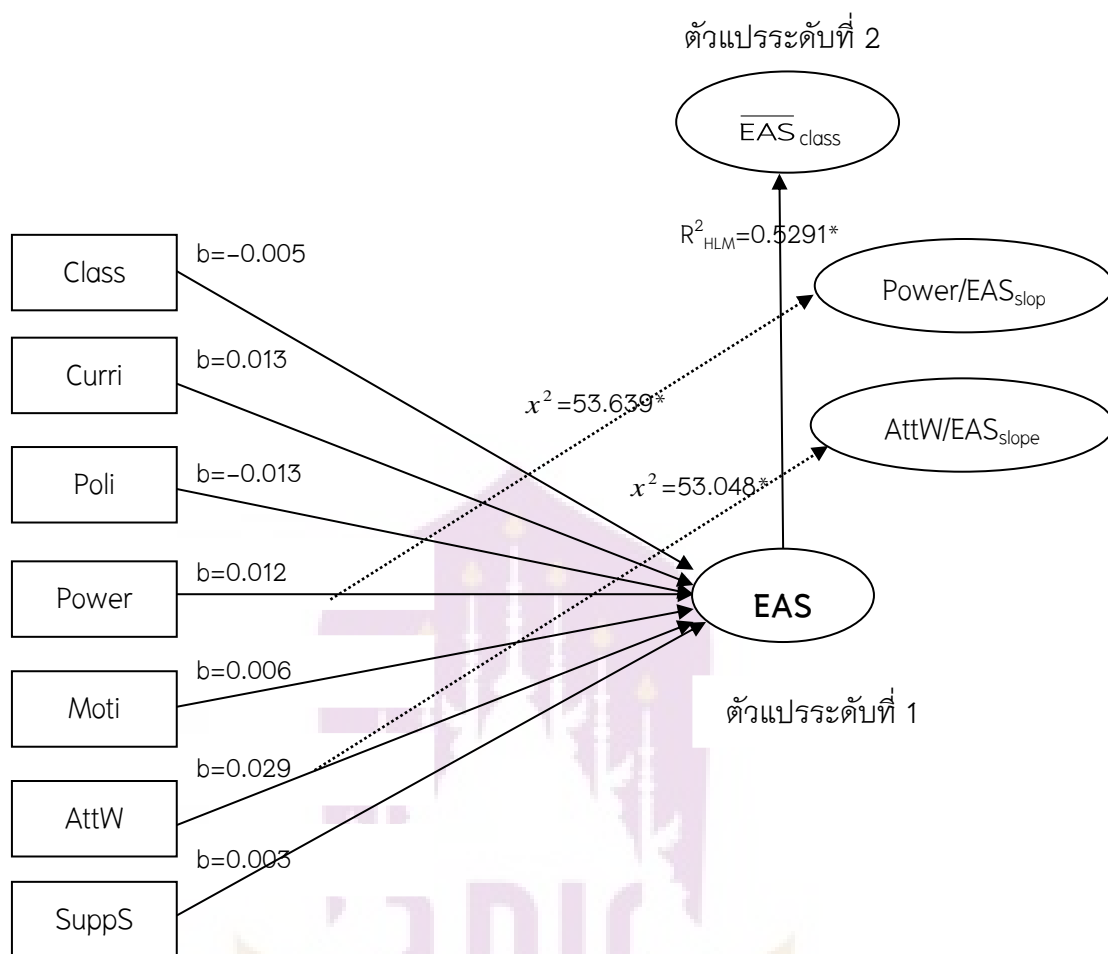 ตัวแปรระดับที่ 2
EAS class
R²HLM=0.5291*
Class
b=-0.005
Power/EASslop
Curri
b=0.013
x²=53.639*
AttW/EASslope
Poli
b=-0.013
x²=53.048*
Power
b=0.012
EAS
Moti
b=0.006
ตัวแปรระดับที่ 1
AttW
b=0.029
SuppS
b=0.003